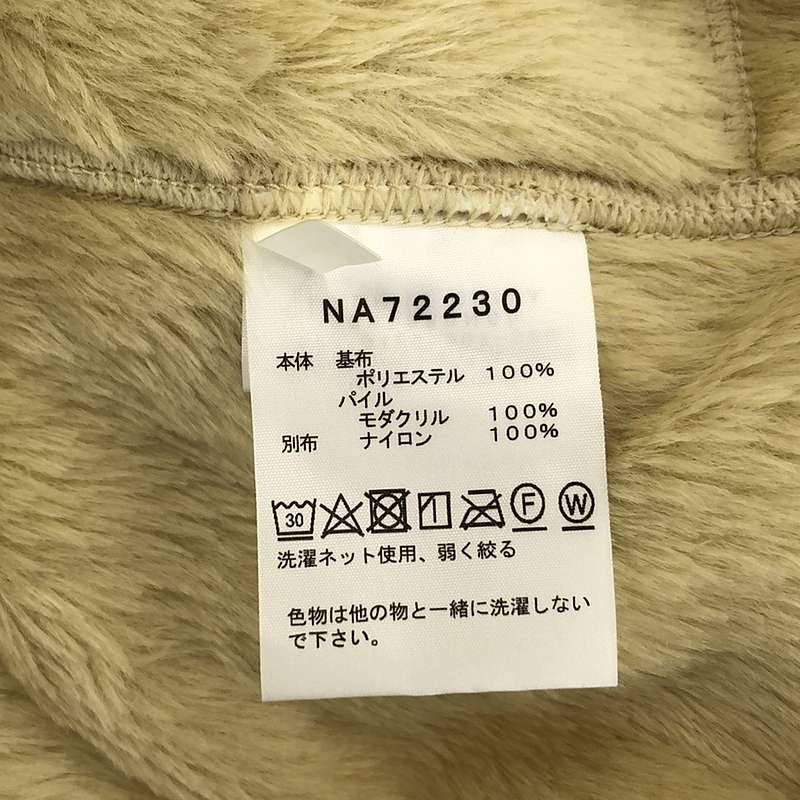 NA72230
本体 基布
ポリエステル 100%
パイル
モダクリル 100%
別布 ナイロン 100%
30 F W
洗濯ネット使用、弱く絞る
色物は他の物と一緒に洗濯しない
で下さい。